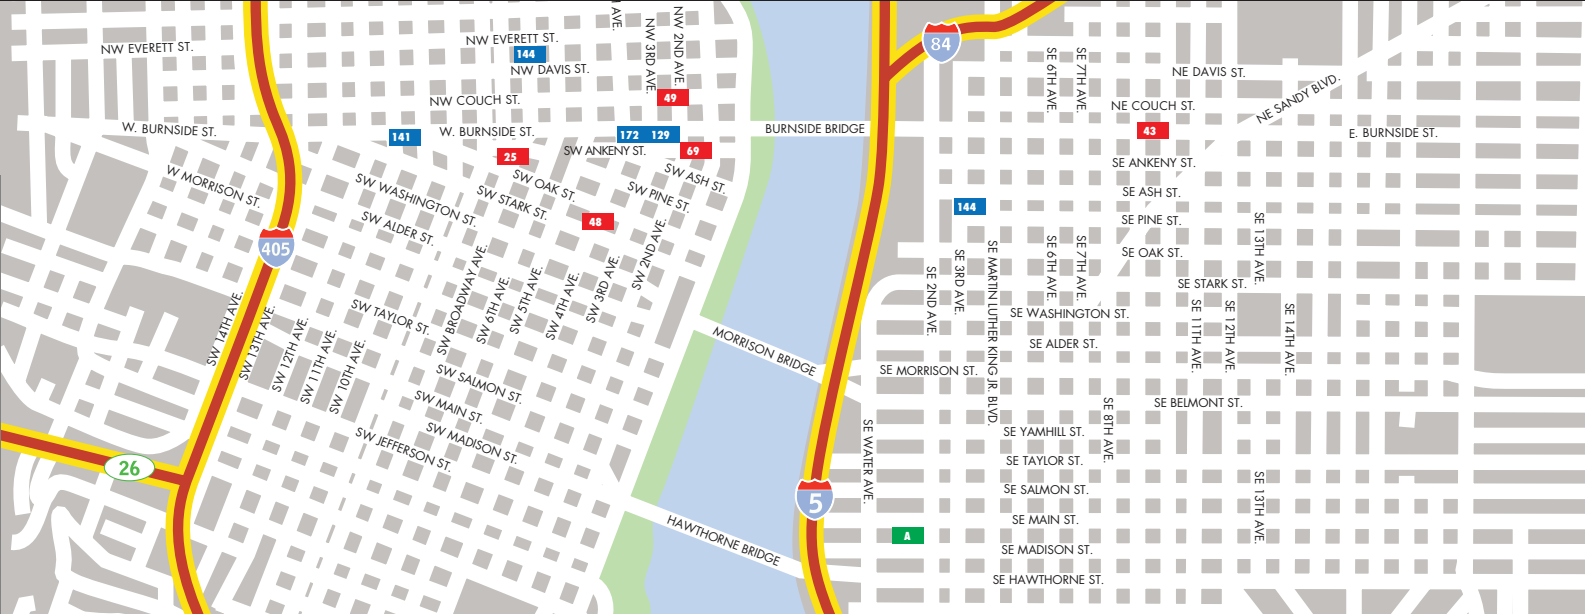 AVE.
NW 3RD AVE.
NW 2ND AVE.
NW EVERETT ST.
NW EVERETT ST.
144
NW DAVIS ST.
84
SE 6TH AVE.
SE 7TH AVE.
NE DAVIS ST.
NE SANDY BLVD.
NW COUCH ST.
49
NE COUCH ST.
W. BURNSIDE ST.
141
W. BURNSIDE ST.
172 129
BURNSIDE BRIDGE
43
E. BURNSIDE ST.
25
SW ANKENY ST.
69
SE ANKENY ST.
W MORRISON ST.
SW WASHINGTON ST.
SW OAK ST.
SW STARK ST.
SW ASH ST.
SW PINE ST.
SE ASH ST.
144
SW ALDER ST.
48
SE PINE ST.
405
SE OAK ST.
SE 13TH AVE.
SW BROADWAY AVE.
SW 6TH AVE.
SW 5TH AVE.
SW 4TH AVE.
SW 3RD AVE.
SW 2ND AVE.
SE 2ND AVE.
SE 3RD AVE.
SE MARTIN LUTHER KING JR. BLVD.
SE 6TH AVE.
SE 7TH AVE.
SE STARK ST.
SW 14TH AVE.
SW 13TH AVE.
SW 12TH AVE.
SW 11TH AVE.
SW 10TH AVE.
SW TAYLOR ST.
SE WASHINGTON ST.
SE 11TH AVE.
SE 12TH AVE.
SE 14TH AVE.
MORRISON BRIDGE
SE ALDER ST.
SW SALMON ST.
SE MORRISON ST.
SW MAIN ST.
SE BELMONT ST.
SW JEFFERSON ST.
SW MADISON ST.
SE WATER AVE.
SE YAMHILL ST.
SE 8TH AVE.
26
SE TAYLOR ST.
5
SE SALMON ST.
SE 13TH AVE.
HAWTHORNE BRIDGE
A
SE MAIN ST.
SE MADISON ST.
SE HAWTHORNE ST.